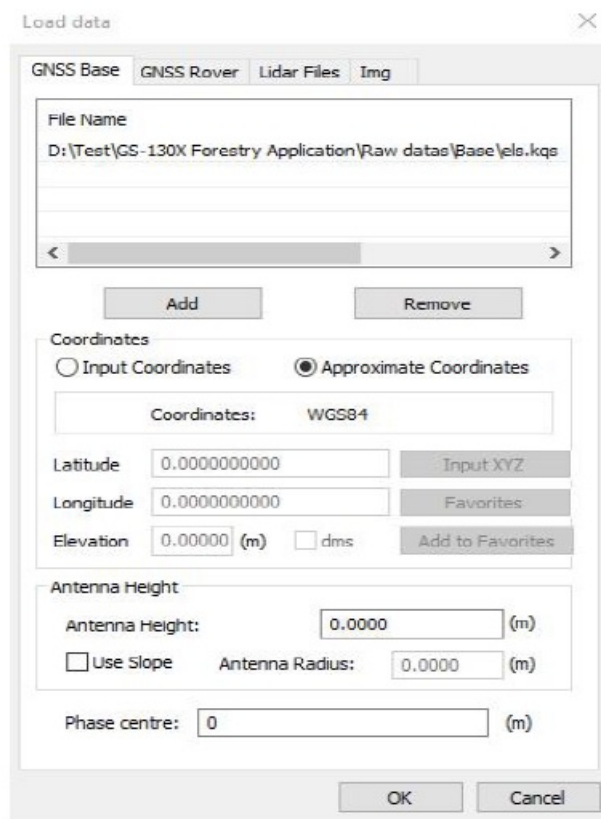 Load data
GNSS Base GNSS Rover Lidar Files Img
File Name
D:\Test\GS-130X Forestry Application\Raw datas\Base\els.kqs
Add Remove
Coordinates
Input Coordinates Approximate Coordinates
Coordinates: WGS84
Latitude 0.0000000000 Input XYZ
Longitude 0.0000000000 Favorites
Elevation 0.00000 (m) dms Add to Favorites
Antenna Height
Antenna Height: 0.0000 (m)
Use Slope Antenna Radius: 0.0000 (m)
Phase centre: 0 (m)
OK Cancel